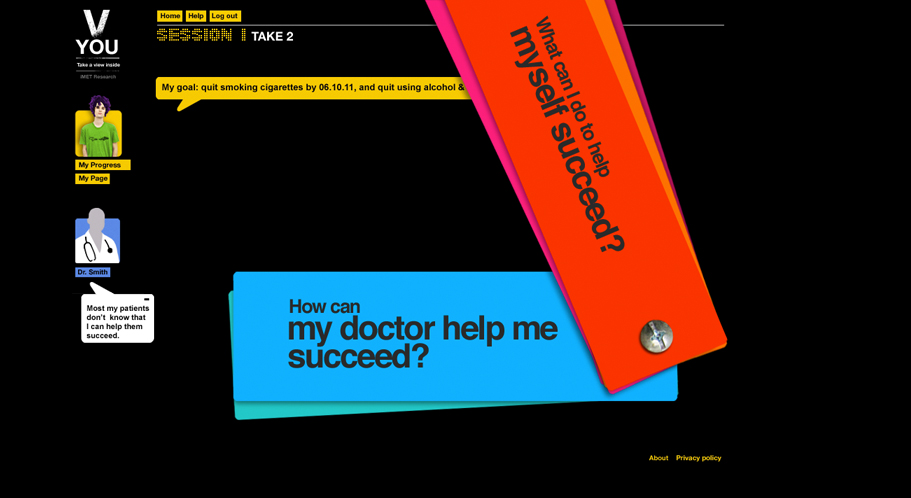 V
YOU
Take a view inside
iMET Research
Home Help Log out
SESSION 1 TAKE 2
My goal: quit smoking cigarettes by 06.10.11, and quit using alcohol &
What can I do to help
myself succeed?
My Progress
My Page
Dr. Smith
Most my patients
don't know that
I can help them
succeed.
How can
my doctor help me
succeed?
About Privacy policy